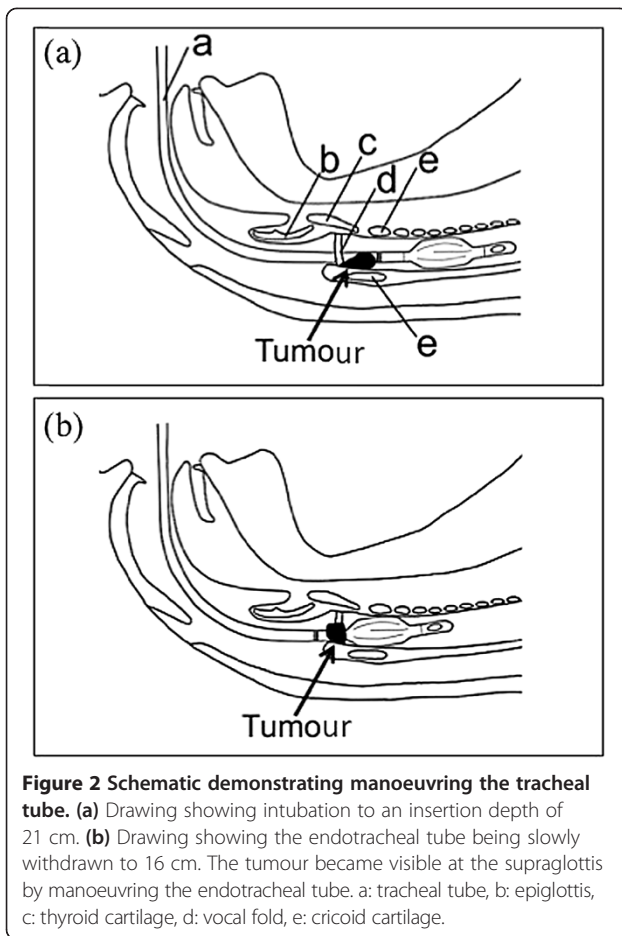 (a)
a
b
c
d
e
Tumour
e
(b)
Tumour
Figure 2 Schematic demonstrating manoeuvring the tracheal
tube. (a) Drawing showing intubation to an insertion depth of
21 cm. (b) Drawing showing the endotracheal tube being slowly
withdrawn to 16 cm. The tumour became visible at the supraglottis
by manoeuvring the endotracheal tube. a: tracheal tube, b: epiglottis,
c: thyroid cartilage, d: vocal fold, e: cricoid cartilage.